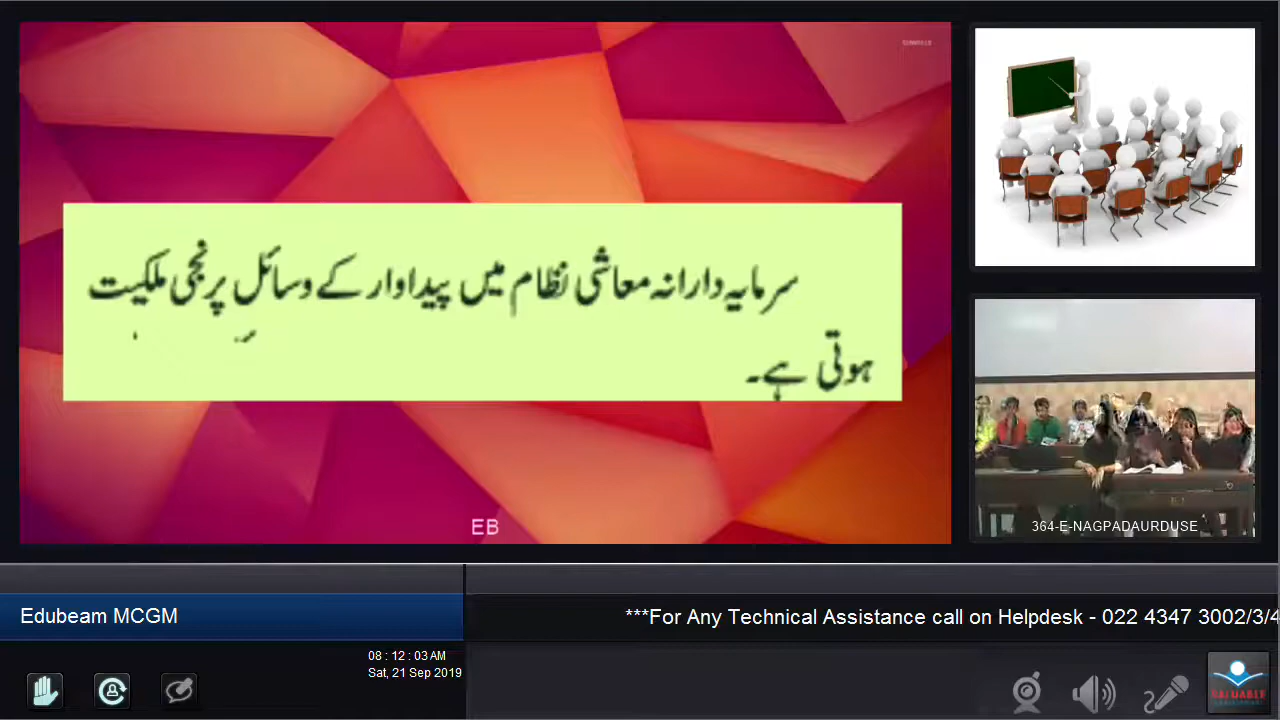 سرمایہ دارانہ معاشی نظام میں پیداوار کے وسائل پر نجی ملکیت
ہوتی ہے۔
EB
364-E-NAGPADAURDUSE
Edubeam MCGM
***For Any Technical Assistance call on Helpdesk - 022 4347 3002/3/4
08 : 12 : 03 AM
Sat, 21 Sep 2019
VALUABLE